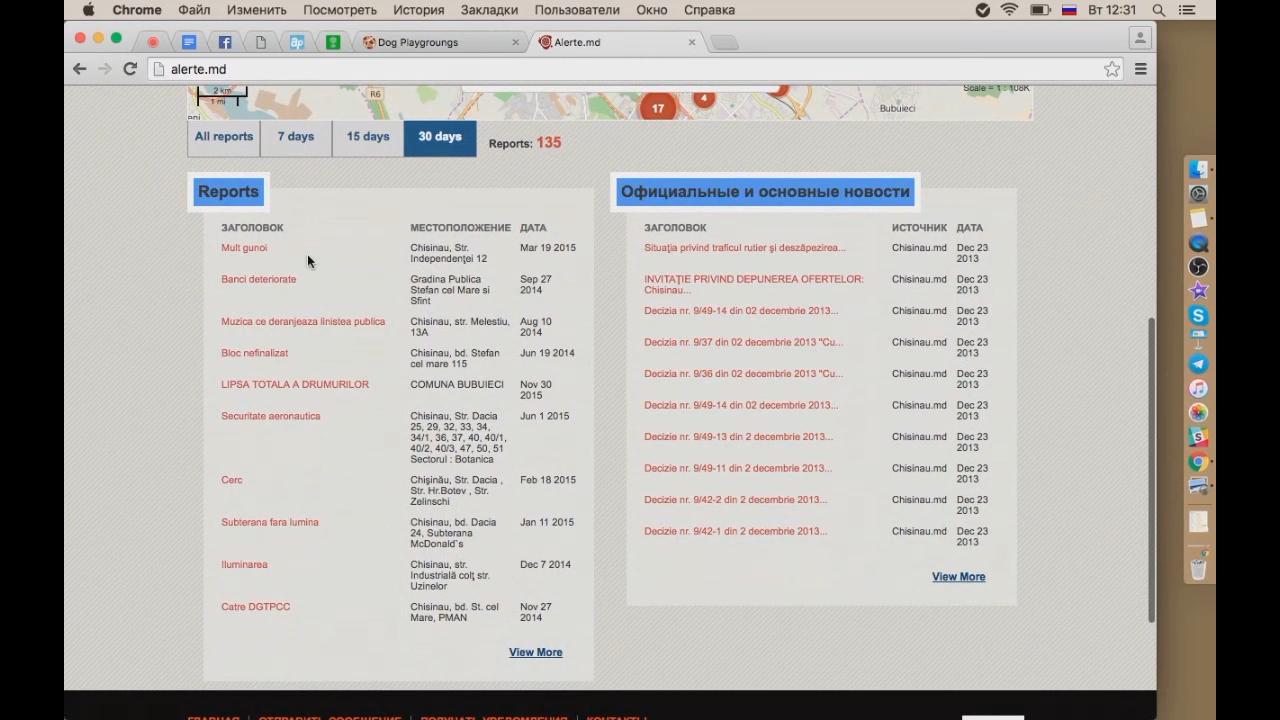 Chrome Файл Изменить Посмотреть История Закладки Пользователи Окно Справка Вт 12:31
Dog Playgroungs Alerte.md
alerte.md
2 km
1 mi
R6
17
4
Bubuieci
Scale = 1 : 108K
All reports 7 days 15 days 30 days Reports: 135
Reports
ЗАГОЛОВОК МЕСТОПОЛОЖЕНИЕ ДАТА
Mult gunoi Chisinau, Str. Mar 19 2015
Independenţei 12
Banci deteriorate Gradina Publica Sep 27
Stefan cel Mare si 2014
Sfint
Muzica ce deranjeaza linistea publica Chisinau, str. Melestiu, Aug 10
13A 2014
Bloc nefinalizat Chisinau, bd. Stefan Jun 19 2014
cel mare 115
LIPSA TOTALA A DRUMURILOR COMUNA BUBUIECI Nov 30
2015
Securitate aeronautica Chisinau, Str. Dacia Jun 1 2015
25, 29, 32, 33, 34,
34/1, 36, 37, 40, 40/1,
40/2, 40/3, 47, 50, 51
Sectorul : Botanica
Cerc Chişinău, Str. Dacia , Feb 18 2015
Str. Hr.Botev , Str.
Zelinschi
Subterana fara lumina Chisinau, bd. Dacia Jan 11 2015
24, Subterana
McDonald`s
Iluminarea Chisinau, str. Dec 7 2014
Industrială colţ str.
Uzinelor
Catre DGTPCC Chisinau, bd. St. cel Nov 27
Mare, PMAN 2014
View More
Официальные и основные новости
ЗАГОЛОВОК ИСТОЧНИК ДАТА
Situaţia privind traficul rutier şi deszăpezirea... Chisinau.md Dec 23
2013
INVITAŢIE PRIVIND DEPUNEREA OFERTELOR: Chisinau.md Dec 23
Chisinau... 2013
Decizia nr. 9/49-14 din 02 decembrie 2013... Chisinau.md Dec 23
2013
Decizia nr. 9/37 din 02 decembrie 2013 "Cu... Chisinau.md Dec 23
2013
Decizia nr. 9/36 din 02 decembrie 2013 "Cu... Chisinau.md Dec 23
2013
Decizia nr. 9/49-14 din 02 decembrie 2013... Chisinau.md Dec 23
2013
Decizie nr. 9/49-13 din 2 decembrie 2013... Chisinau.md Dec 23
2013
Decizie nr. 9/49-11 din 2 decembrie 2013... Chisinau.md Dec 23
2013
Decizie nr. 9/42-2 din 2 decembrie 2013... Chisinau.md Dec 23
2013
Decizie nr. 9/42-1 din 2 decembrie 2013... Chisinau.md Dec 23
2013
View More
ГЛАВНАЯ ОТПРАВИТЬ СООБЩЕНИЕ ПОЛУЧАТЬ УВЕДОМЛЕНИЯ КОНТАКТЫ